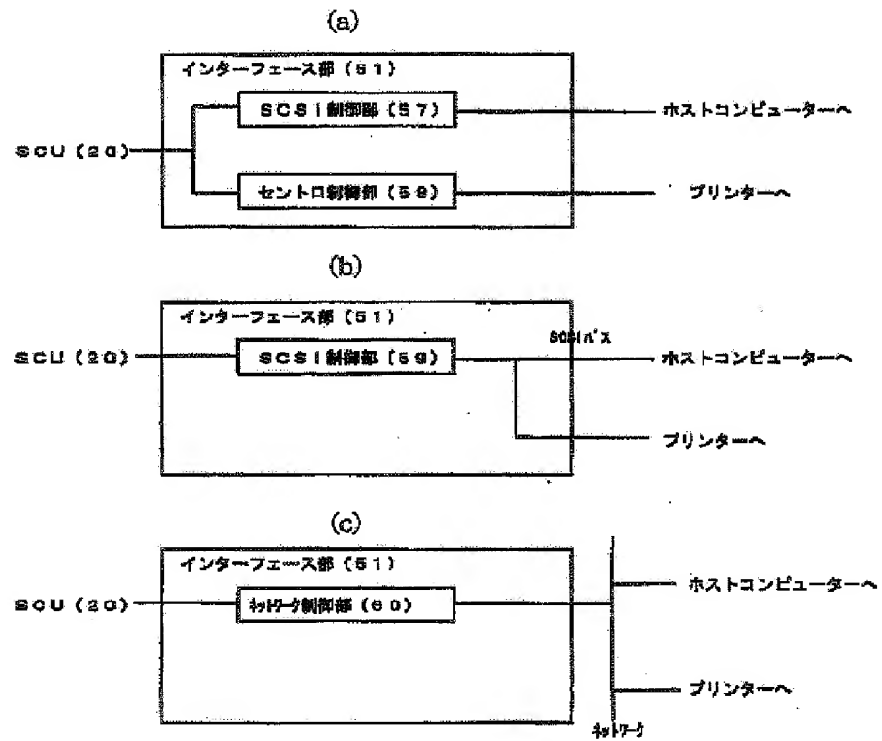 (a)
インターフェース部(51)
SCSI制御部(57)
ホストコンピューターへ
SCU(20)
セントロ制御部(58)
プリンターへ
(b)
インターフェース部(51)
SCSIバス
SCU(20)
SCSI制御部(59)
ホストコンピューターへ
プリンターへ
(c)
インターフェース部(51)
ホストコンピューターへ
SCU(20)
ネットワーク制御部(60)
プリンターへ
ネットワーク